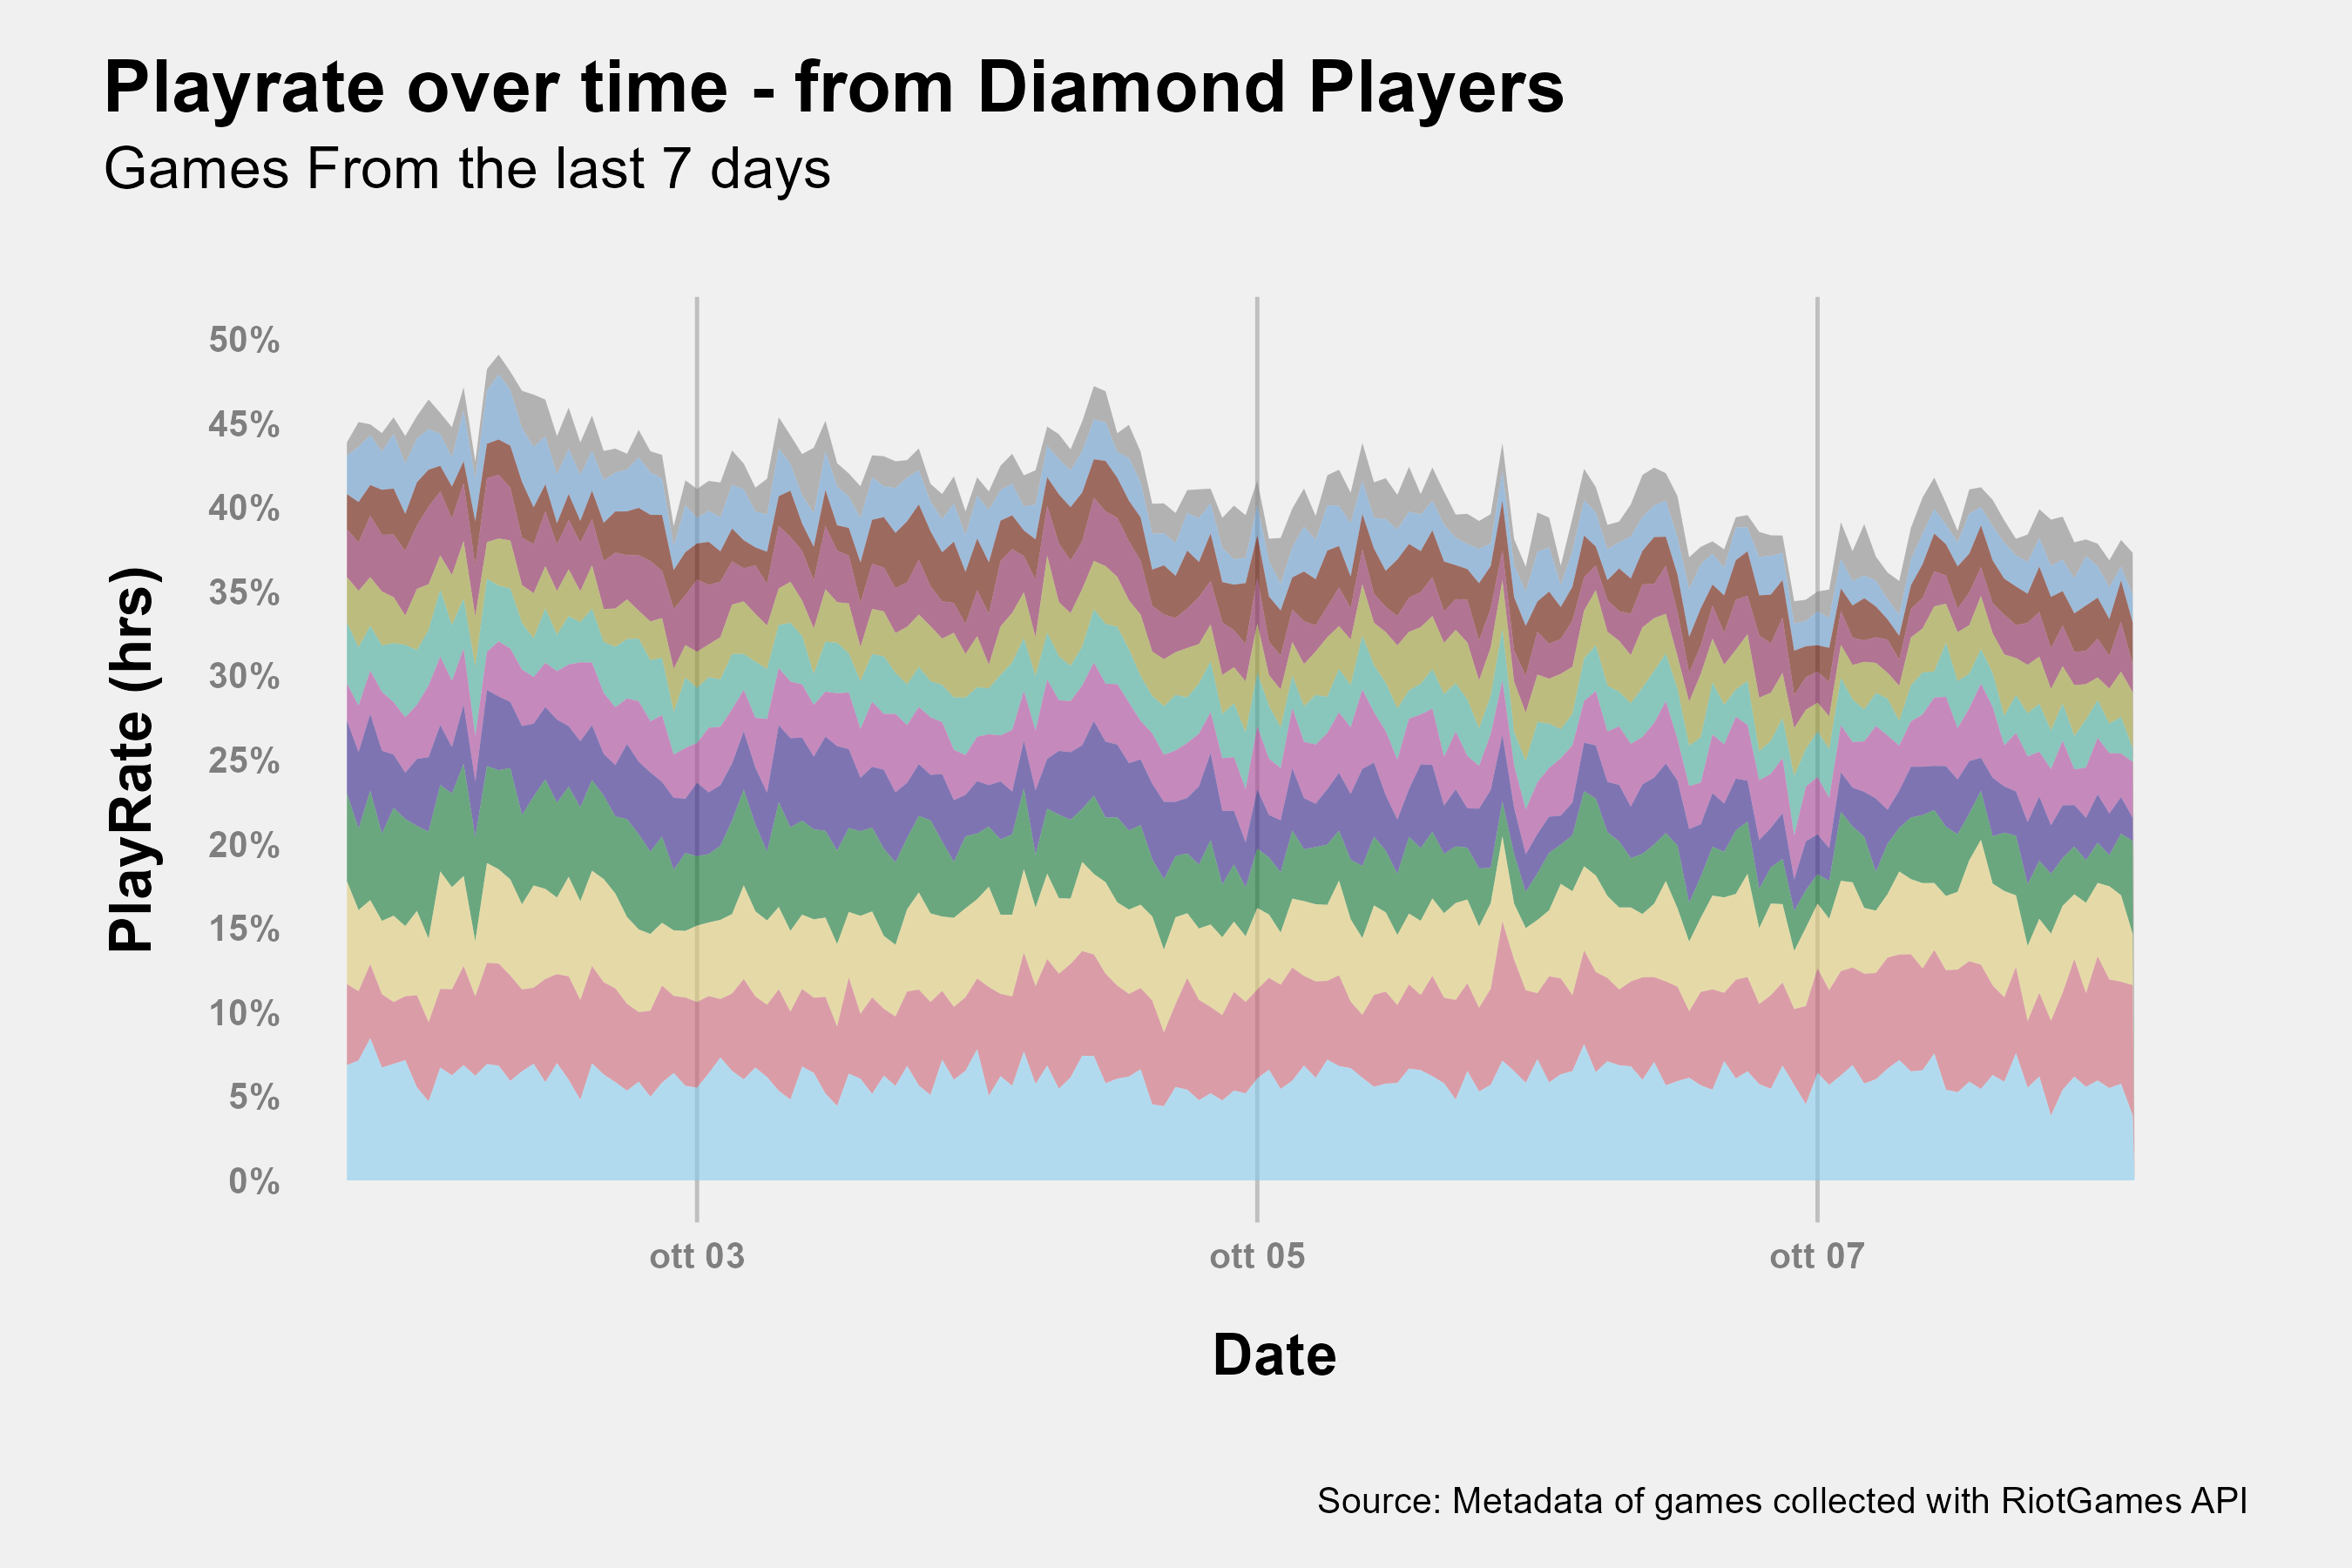 Playrate over time - from Diamond Players
Games From the last 7 days
50%
45%
40%
35%
30%
25%
20%
15%
10%
5%
0%
PlayRate (hrs)
ott 03
ott 05
ott 07
Date
Source: Metadata of games collected with RiotGames API